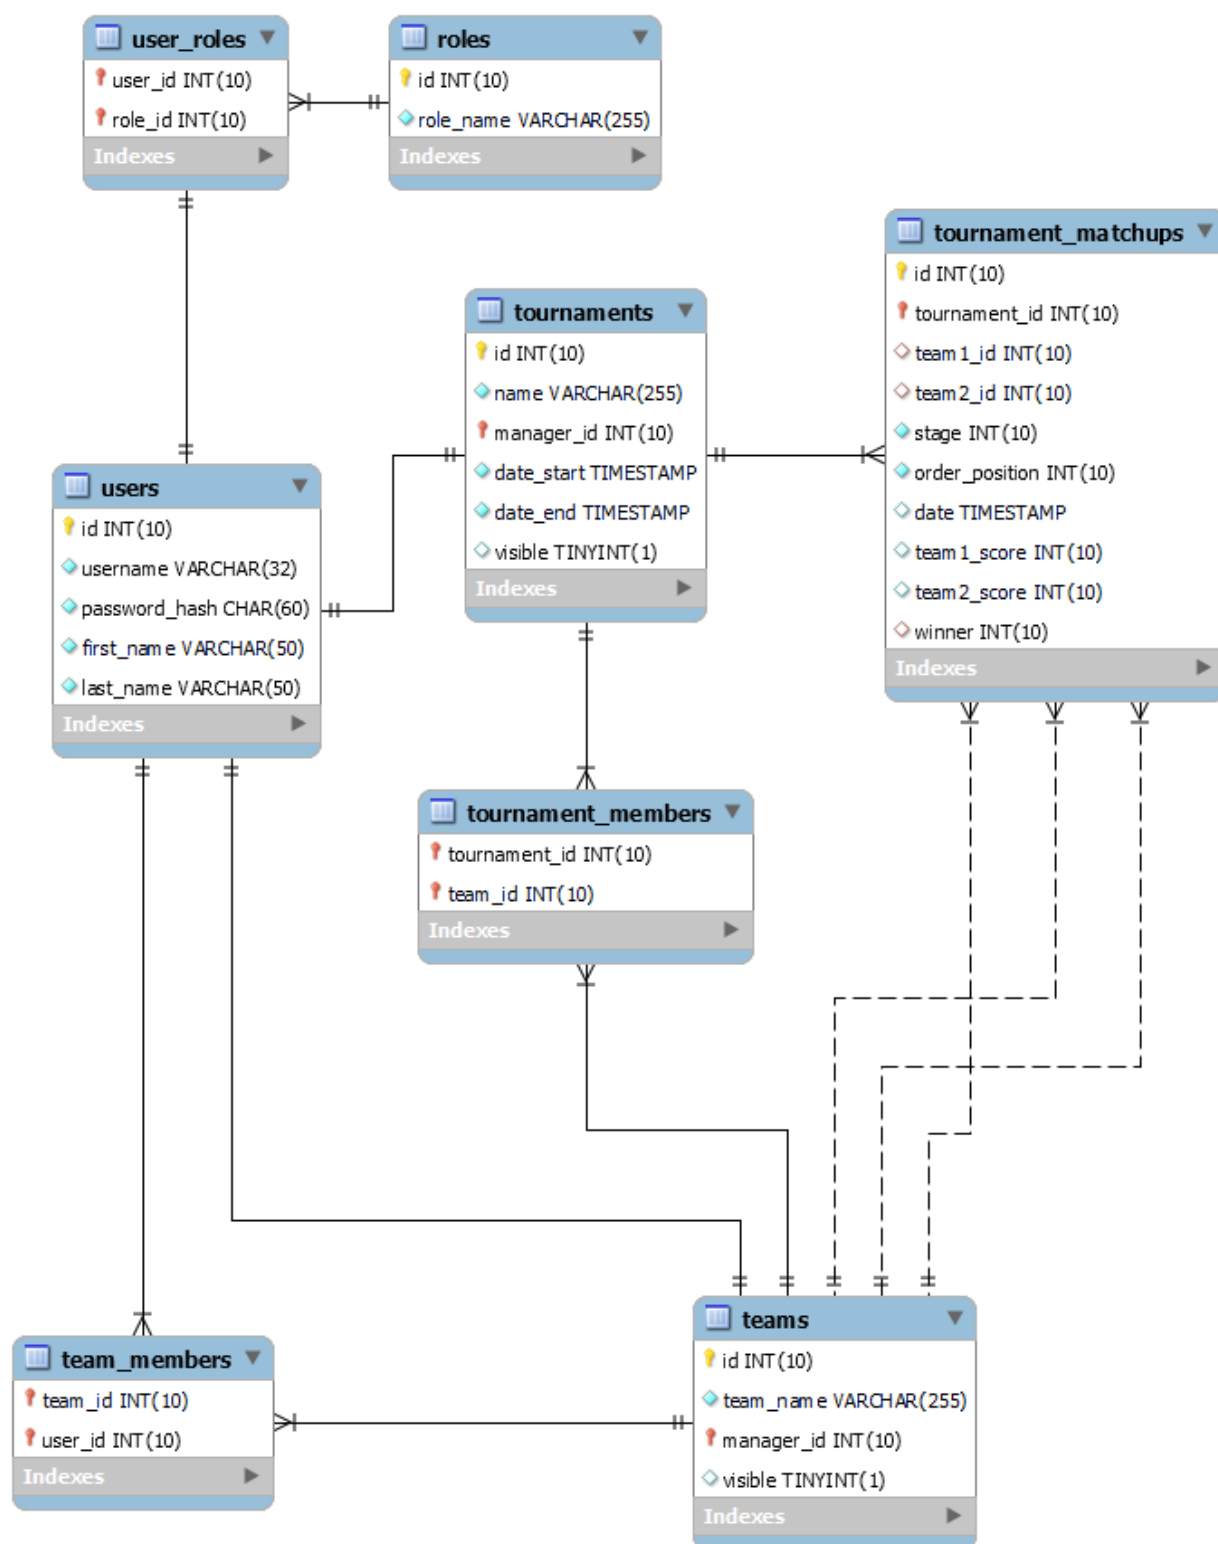 user_roles
user_id INT(10)
role_id INT(10)
Indexes
roles
id INT(10)
role_name VARCHAR(255)
Indexes
tournament_matchups
id INT(10)
tournament_id INT(10)
team1_id INT(10)
team2_id INT(10)
stage INT(10)
order_position INT(10)
date TIMESTAMP
team1_score INT(10)
team2_score INT(10)
winner INT(10)
Indexes
tournaments
id INT(10)
name VARCHAR(255)
manager_id INT(10)
date_start TIMESTAMP
date_end TIMESTAMP
visible TINYINT(1)
Indexes
users
id INT(10)
username VARCHAR(32)
password_hash CHAR(60)
first_name VARCHAR(50)
last_name VARCHAR(50)
Indexes
tournament_members
tournament_id INT(10)
team_id INT(10)
Indexes
team_members
team_id INT(10)
user_id INT(10)
Indexes
teams
id INT(10)
team_name VARCHAR(255)
manager_id INT(10)
visible TINYINT(1)
Indexes